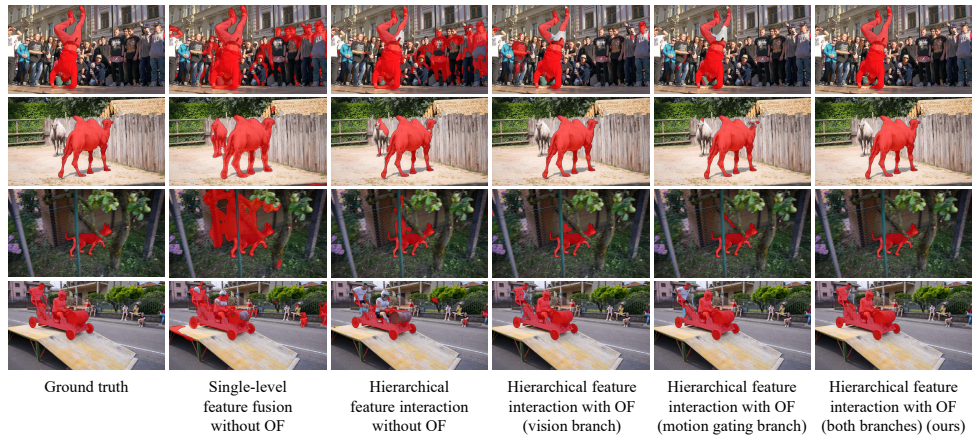 Ground truth
Single-level
feature fusion
without OF
Hierarchical
feature interaction
without OF
Hierarchical feature
interaction with OF
(vision branch)
Hierarchical feature
interaction with OF
(motion gating branch)
Hierarchical feature
interaction with OF
(both branches) (ours)